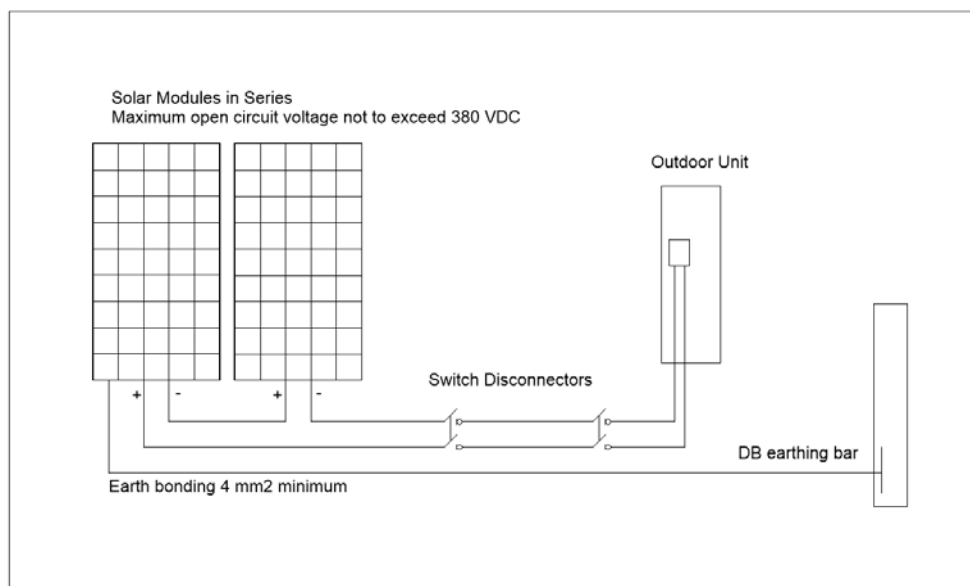 Solar Modules in Series
Maximum open circuit voltage not to exceed 380 VDC
Outdoor Unit
+ - + -
Switch Disconnectors
DB earthing bar
Earth bonding 4 mm2 minimum